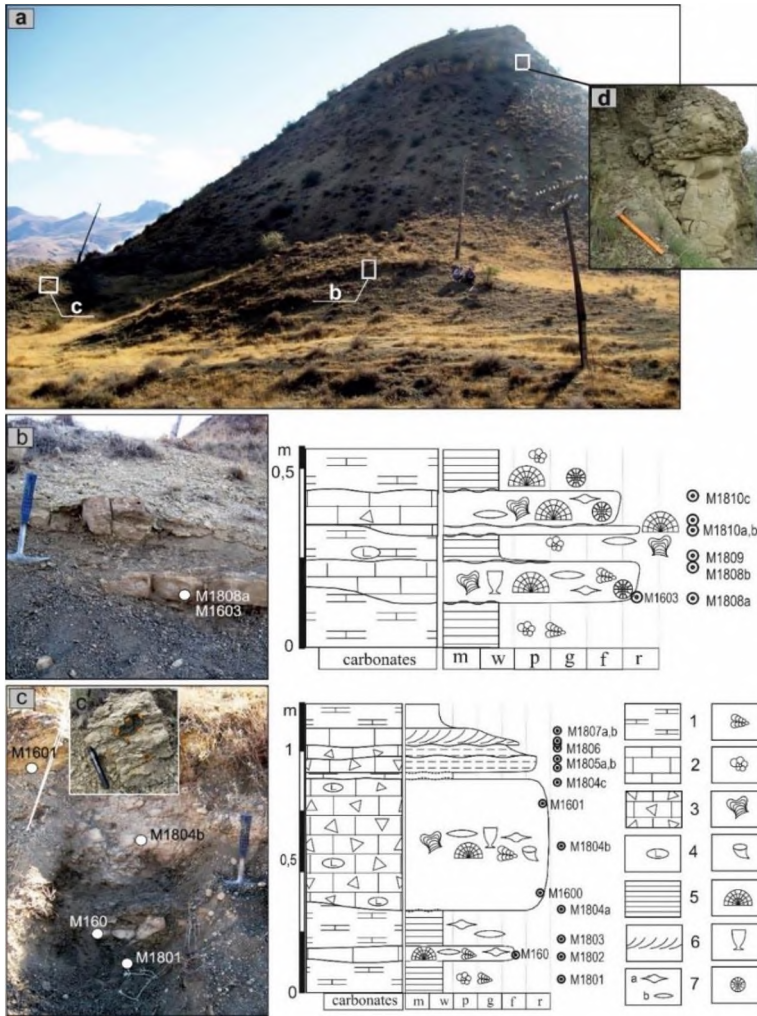 a
d
b
c
b
M1808a
M1603
m
0,5
0
carbonates
L
m w p g f r
M1603
M1810c
M1810a,b
M1809
M1808b
M1808a
c
c
M1601
M1804b
M160
M1801
m
1
0,5
0
carbonates
L
L
L
L
m w p g f r
M1601
M1600
M160
M1807a,b
M1806
M1805a,b
M1804c
M1804b
M1804a
M1803
M1802
M1801
1
2
3
L 4
5
6
a
b 7